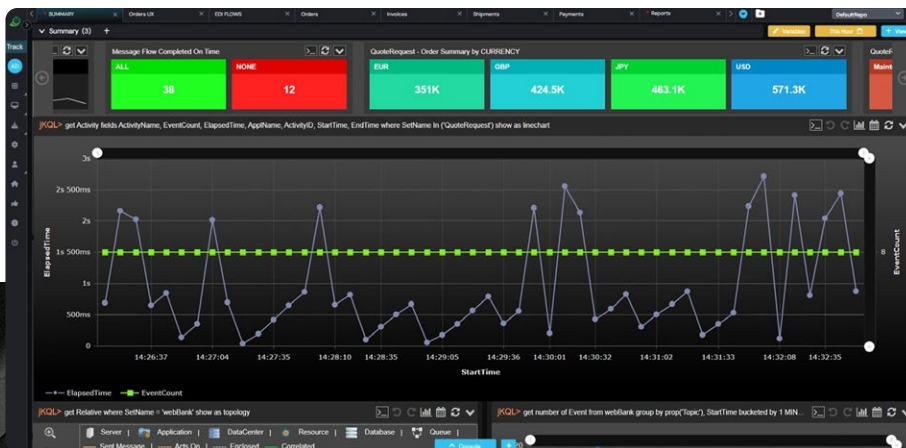 SUMMARY Orders UX EDI FLOWS Orders Invoices Shipments Payments * Reports DefaultRepo
Summary (3) + Variables This Hour + View
Track
AD
Message Flow Completed On Time
ALL NONE
38 12
QuoteRequest - Order Summary by CURRENCY
EUR GBP JPY USD
351K 424.5K 463.1K 571.3K
Maint
jKQL> get Activity fields ActivityName, EventCount, ElapsedTime, ApplName, ActivityID, StartTime, EndTime where SetName In ('QuoteRequest') show as linechart
3s
2s 500ms
2s
1s 500ms
1s
500ms
0
ElapsedTime
8
EventCount
14:26:37 14:27:04 14:27:35 14:28:10 14:28:35 14:29:05 14:29:36 14:30:01 14:30:32 14:31:02 14:31:33 14:32:08 14:32:35
StartTime
ElapsedTime EventCount
jKQL> get Relative where SetName = 'webBank' show as topology
jKQL> get number of Event from webBank group by prop('Topic'), StartTime bucketed by 1 MIN...
Server | Application | DataCenter | Resource | Database | Queue |
Sent Message | Acts On | Enclosed Correlated
Console +